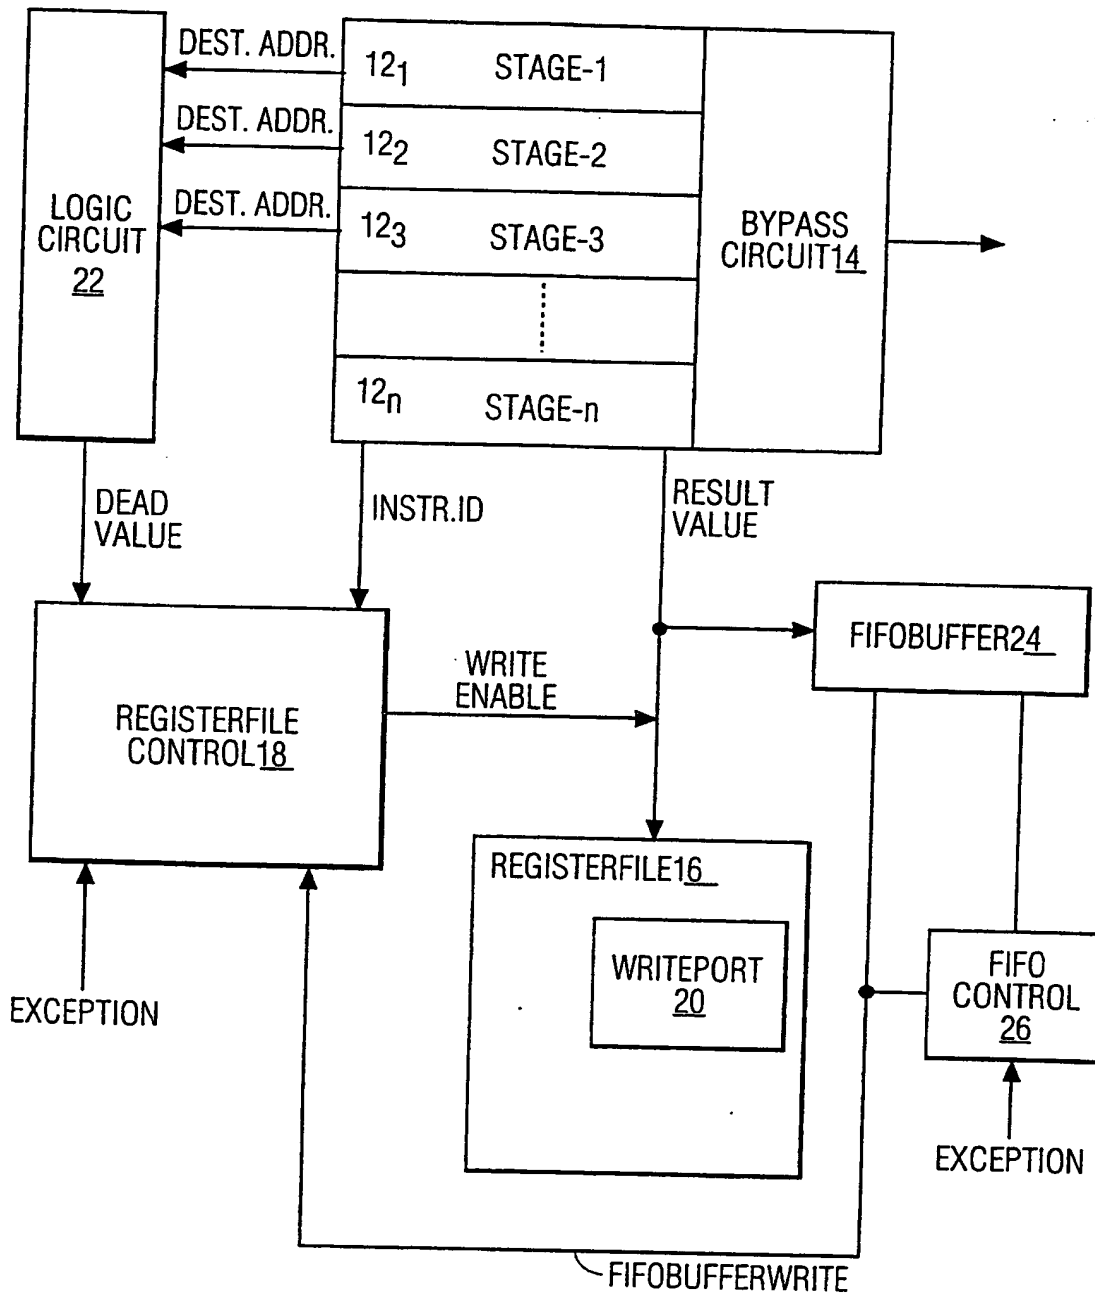 DEST. ADDR.
12₁ STAGE-1
DEST. ADDR.
12₂ STAGE-2
DEST. ADDR.
12₃ STAGE-3
LOGIC
CIRCUIT
22
BYPASS
CIRCUIT14
12n STAGE-n
DEAD
VALUE
INSTR.ID
RESULT
VALUE
FIFOBUFFER24
WRITE
ENABLE
REGISTERFILE
CONTROL18
REGISTERFILE16
WRITEPORT
20
FIFO
CONTROL
26
EXCEPTION
EXCEPTION
FIFOBUFFERWRITE